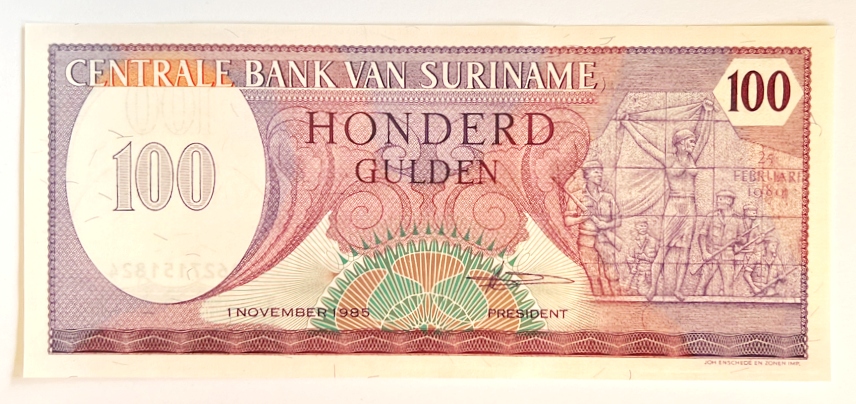 CENTRALE BANK VAN SURINAME
100
HONDERD
GULDEN
100
25
FEBRUARI
1980
1 NOVEMBER 1985
PRESIDENT
JOH. ENSCHEDÉ EN ZONEN IMP.